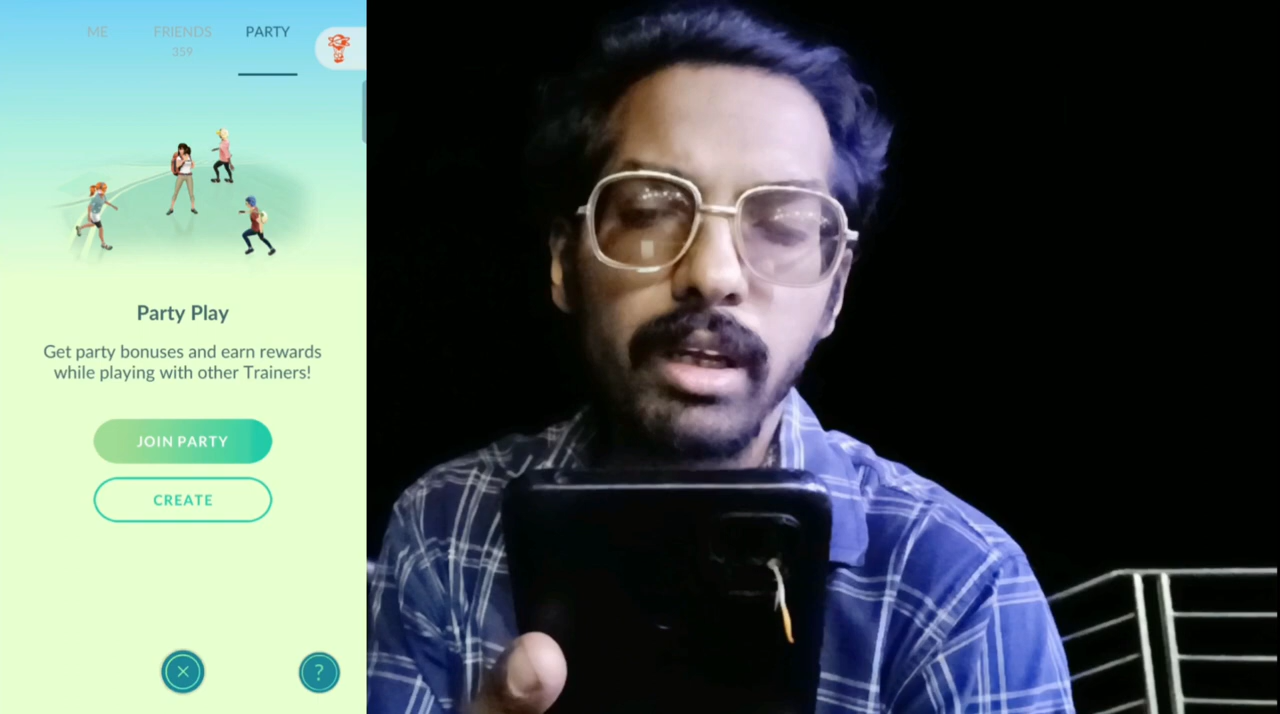 ME
FRIENDS
PARTY
359
Party Play
Get party bonuses and earn rewards
while playing with other Trainers!
JOIN PARTY
CREATE
?